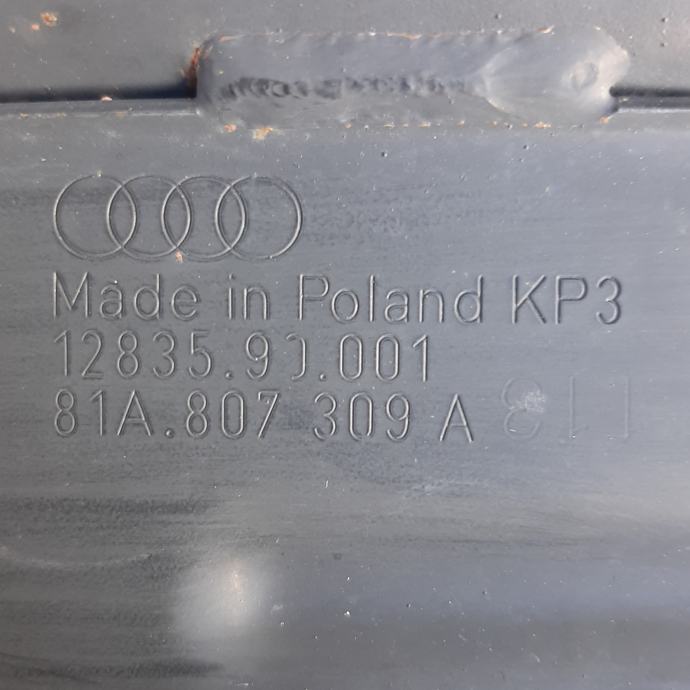 Made in Poland KP3
12835.90.001
81A.807 309 A